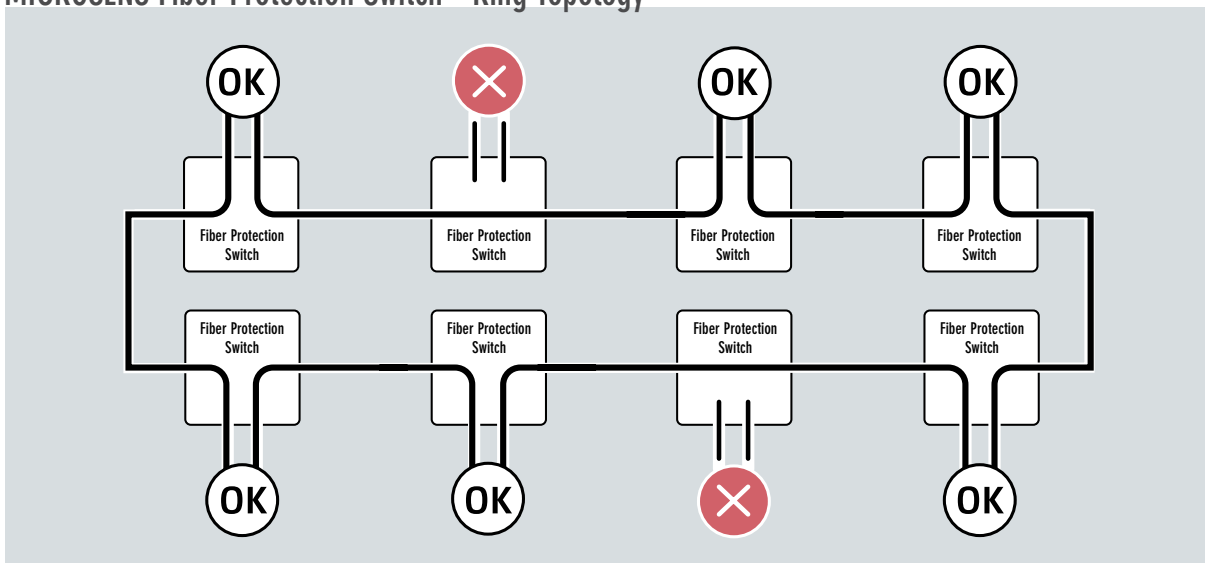 MICROSENS Fiber Protection Switch – Ring Topology
OK
OK
OK
Fiber Protection
Switch
Fiber Protection
Switch
Fiber Protection
Switch
Fiber Protection
Switch
Fiber Protection
Switch
Fiber Protection
Switch
Fiber Protection
Switch
Fiber Protection
Switch
OK
OK
OK